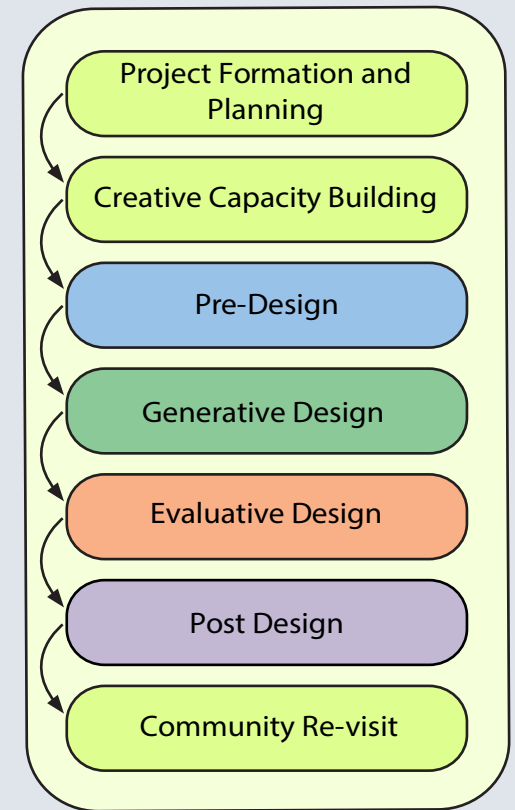 Project Formation and
Planning
Creative Capacity Building
Pre-Design
Generative Design
Evaluative Design
Post Design
Community Re-visit